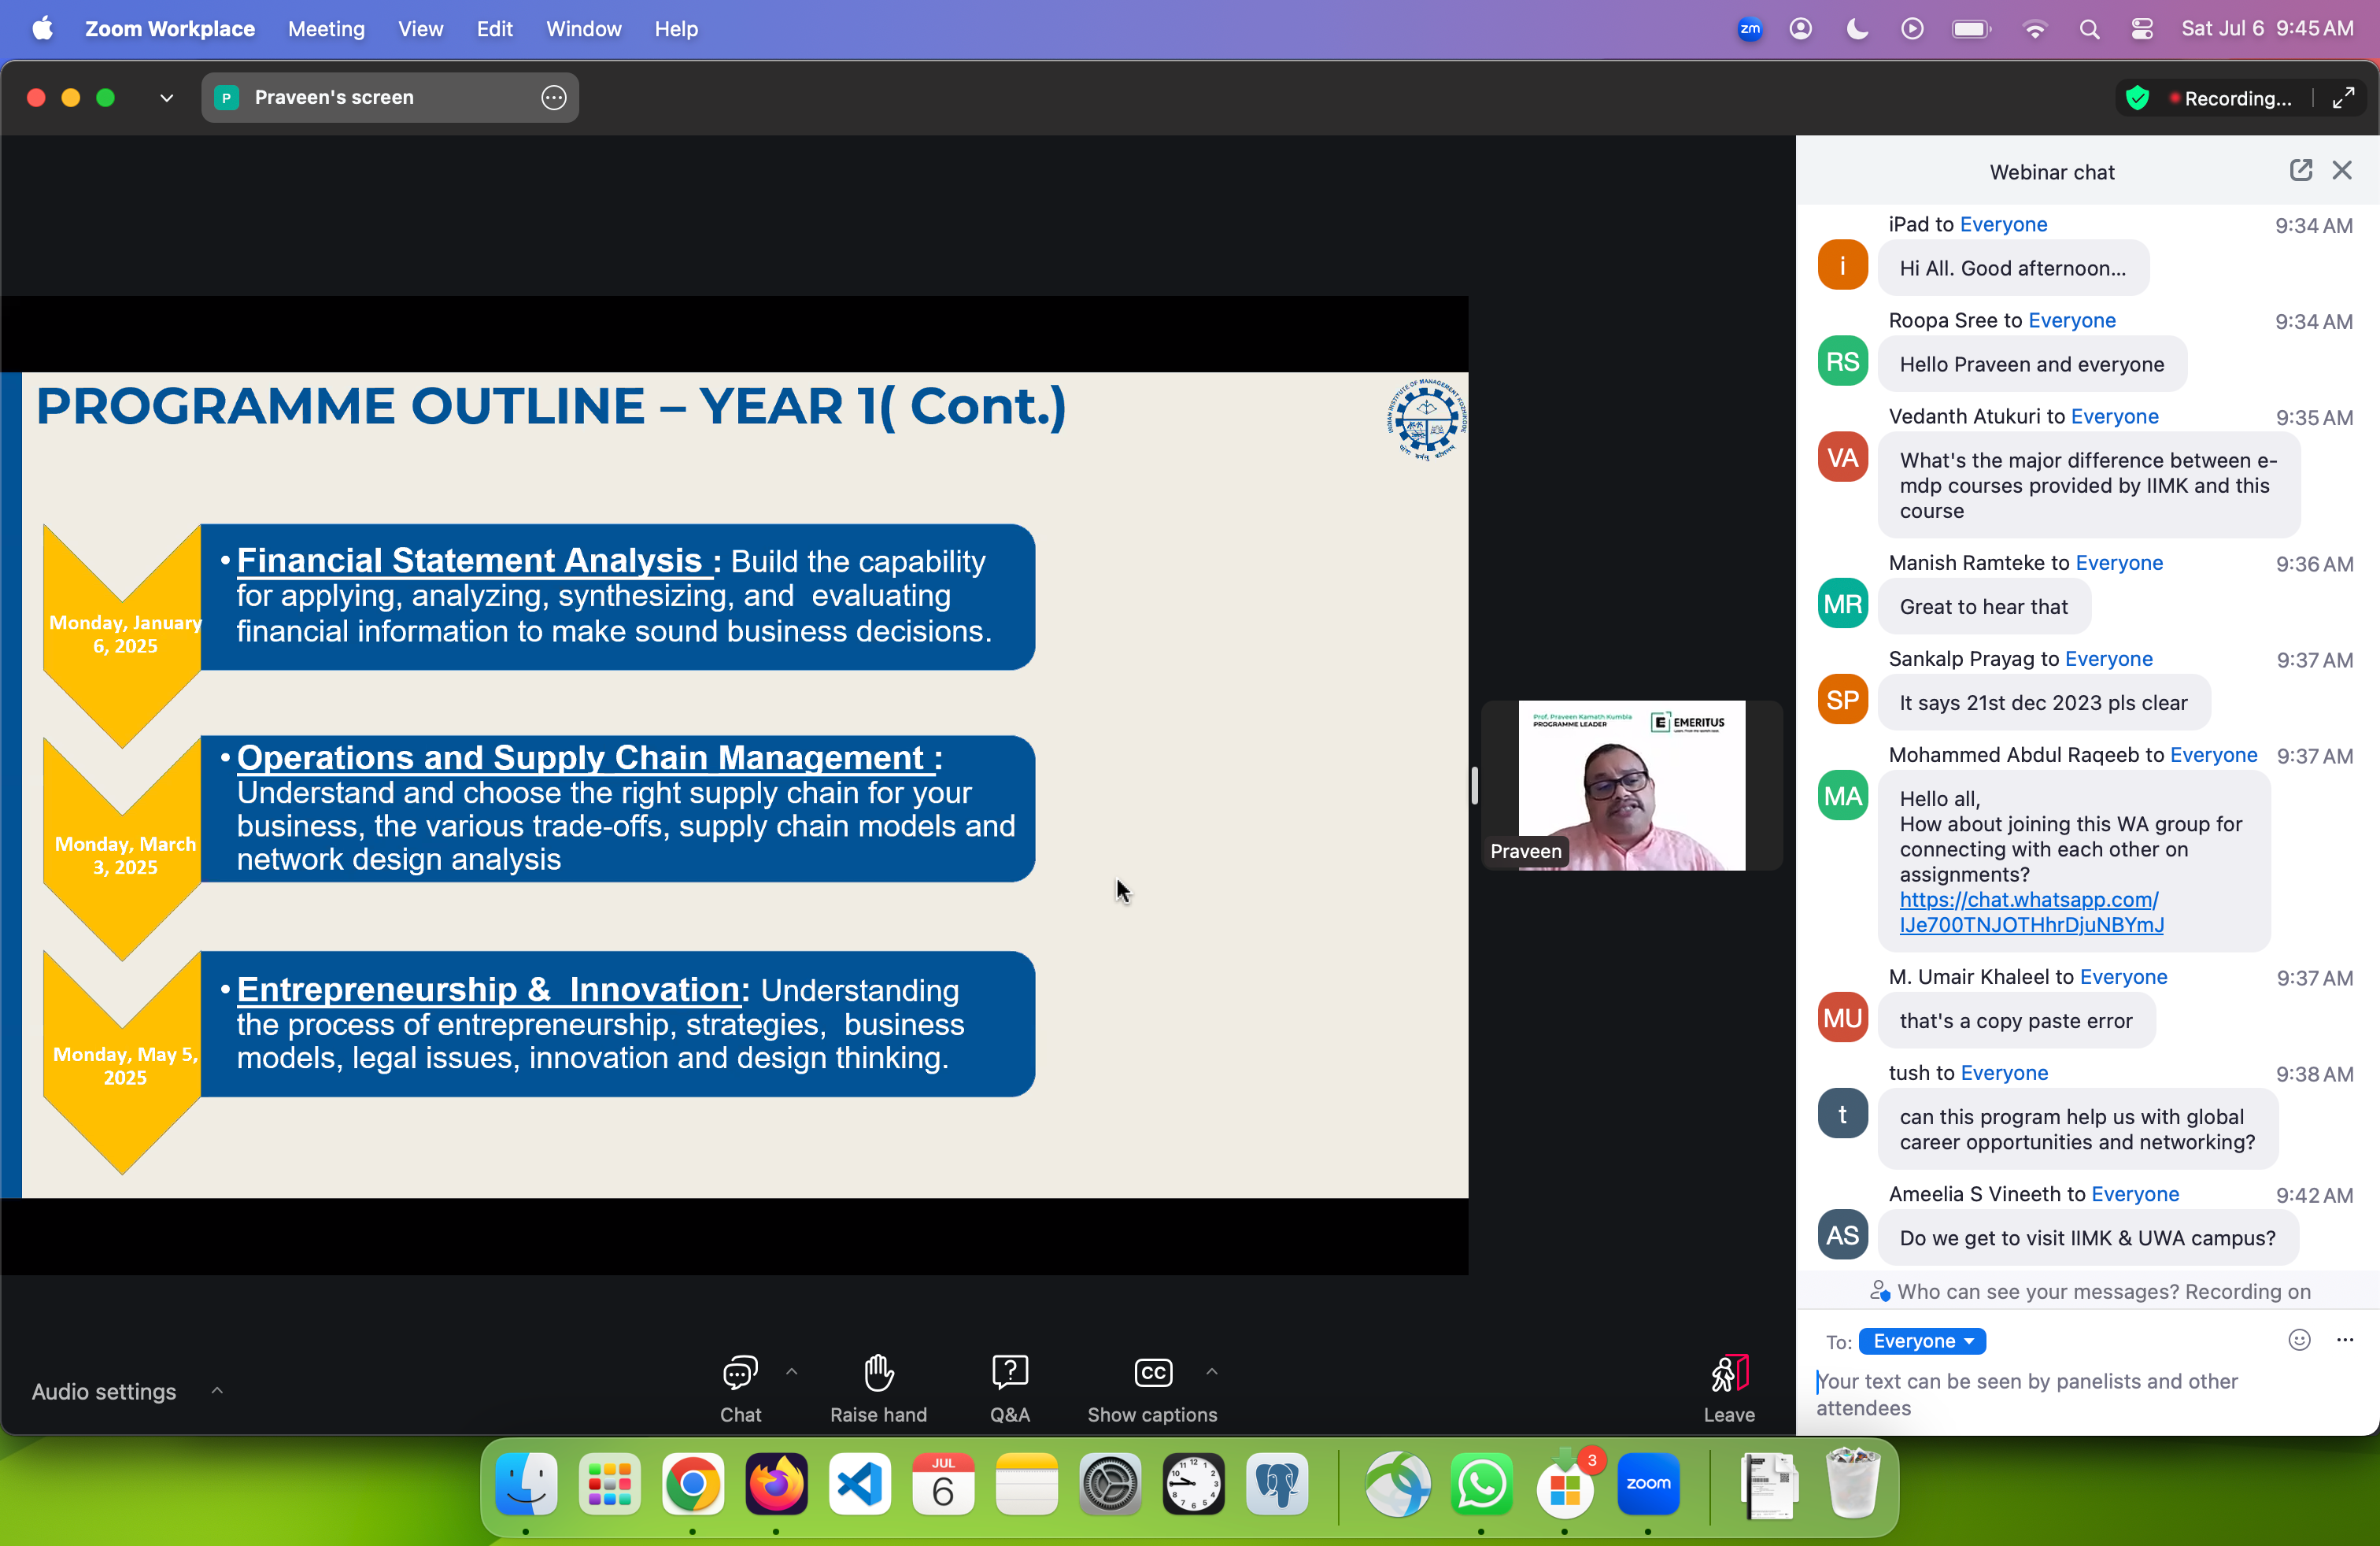 Zoom Workplace Meeting View Edit Window Help
zm
Sat Jul 6 9:45 AM
P Praveen's screen
Recording...
PROGRAMME OUTLINE – YEAR 1( Cont.)
INDIAN INSTITUTE OF MANAGEMENT KOZHIKODE
Monday, January
6, 2025
• Financial Statement Analysis : Build the capability
for applying, analyzing, synthesizing, and evaluating
financial information to make sound business decisions.
Monday, March
3, 2025
• Operations and Supply Chain Management :
Understand and choose the right supply chain for your
business, the various trade-offs, supply chain models and
network design analysis
Monday, May 5,
2025
• Entrepreneurship & Innovation: Understanding
the process of entrepreneurship, strategies, business
models, legal issues, innovation and design thinking.
Prof. Praveen Kamath Kumbla
PROGRAMME LEADER
E EMERITUS
Praveen
Webinar chat
iPad to Everyone 9:34 AM
i
Hi All. Good afternoon...
Roopa Sree to Everyone 9:34 AM
RS
Hello Praveen and everyone
Vedanth Atukuri to Everyone 9:35 AM
VA
What's the major difference between e-
mdp courses provided by IIMK and this
course
Manish Ramteke to Everyone 9:36 AM
MR
Great to hear that
Sankalp Prayag to Everyone 9:37 AM
SP
It says 21st dec 2023 pls clear
Mohammed Abdul Raqeeb to Everyone 9:37 AM
MA
Hello all,
How about joining this WA group for
connecting with each other on
assignments?
https://chat.whatsapp.com/
IJe700TNJOTHhrDjuNBYmJ
M. Umair Khaleel to Everyone 9:37 AM
MU
that's a copy paste error
tush to Everyone 9:38 AM
t
can this program help us with global
career opportunities and networking?
Ameelia S Vineeth to Everyone 9:42 AM
AS
Do we get to visit IIMK & UWA campus?
Who can see your messages? Recording on
To: Everyone
Your text can be seen by panelists and other
attendees
Audio settings
Chat
Raise hand
?
Q&A
CC
Show captions
Leave
JUL
6
3
zoom